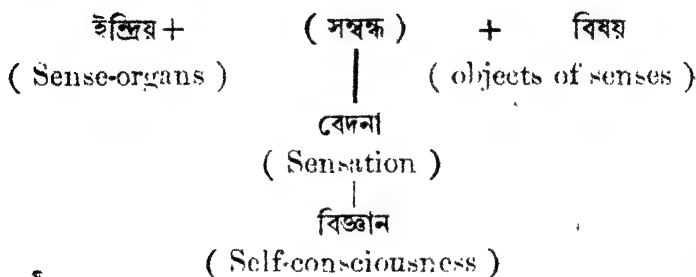 ইন্দ্রিয় + ( সম্বন্ধ ) + বিষয়
( Sense-organs ) ( objects of senses )
বেদনা
( Sensation )
বিজ্ঞান
( Self-consciousness )